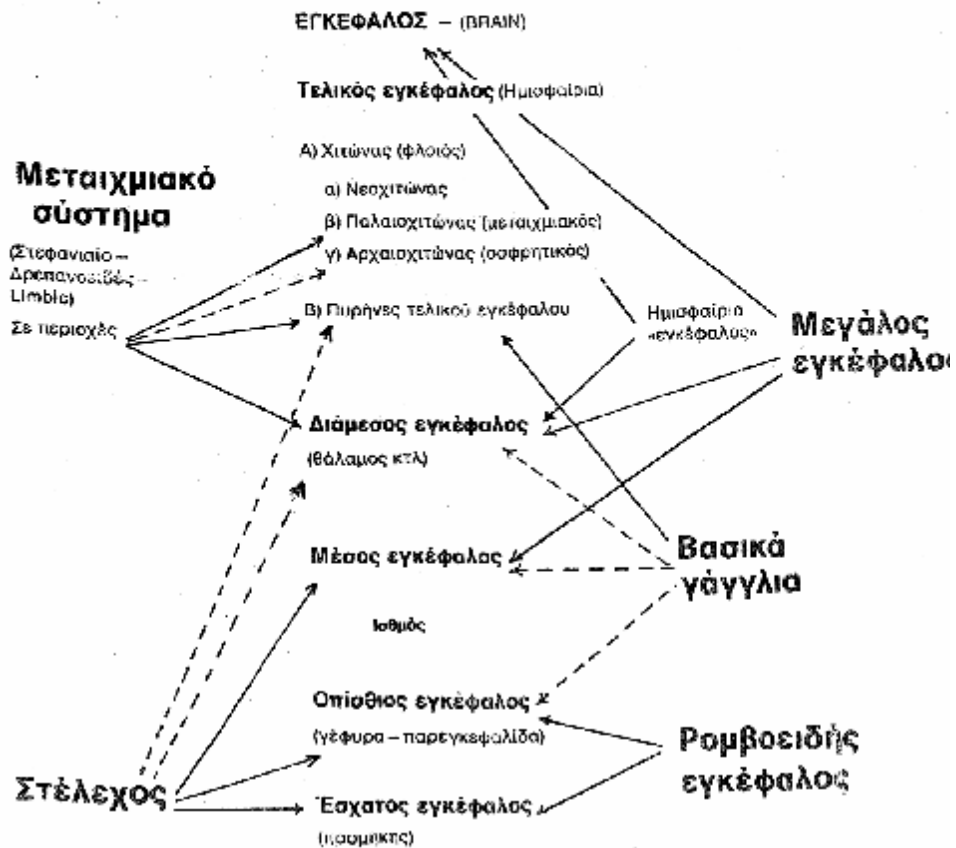 ΕΓΚΕΦΑΛΟΣ – (BRAIN)
Τελικός εγκέφαλος (Ημισφαίρια)
Α) Χιτώνας (φλοιός)
α) Νεοχιτώνας
β) Παλαιοχιτώνας (μεταιχμιακός)
γ) Αρχαιοχιτώνας (οσφρητικός)
Β) Πυρήνες τελικού εγκέφαλου
Μεταιχμιακό
σύστημα
(Στεφανιαίο –
Δρεπανοειδές –
Limbic)
Σε περιοχές
Ημισφαίρια
«εγκέφαλος»
Μεγάλος
εγκέφαλος
Διάμεσος εγκέφαλος
(θάλαμος κτλ)
Μέσος εγκέφαλος
Βασικά
γάγγλια
Ισθμός
Οπίσθιος εγκέφαλος
(γέφυρα – παρεγκεφαλίδα)
Ρομβοειδής
εγκέφαλος
Στέλεχος
Έσχατος εγκέφαλος
(προμήκης)